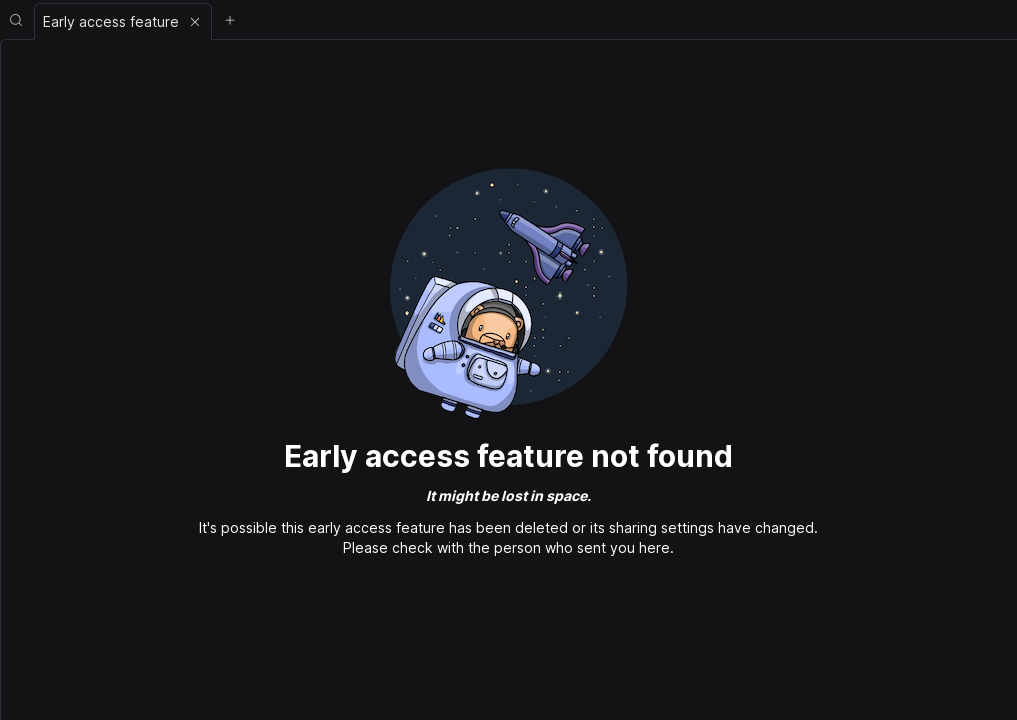 Early access feature
Early access feature not found
It might be lost in space.
It's possible this early access feature has been deleted or its sharing settings have changed.
Please check with the person who sent you here.